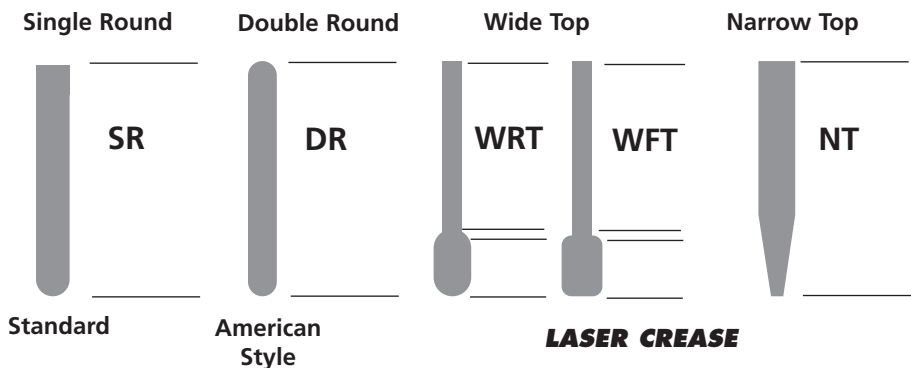 Single Round
Double Round
Wide Top
Narrow Top
SR
DR
WRT
WFT
NT
Standard
American
Style
LASER CREASE